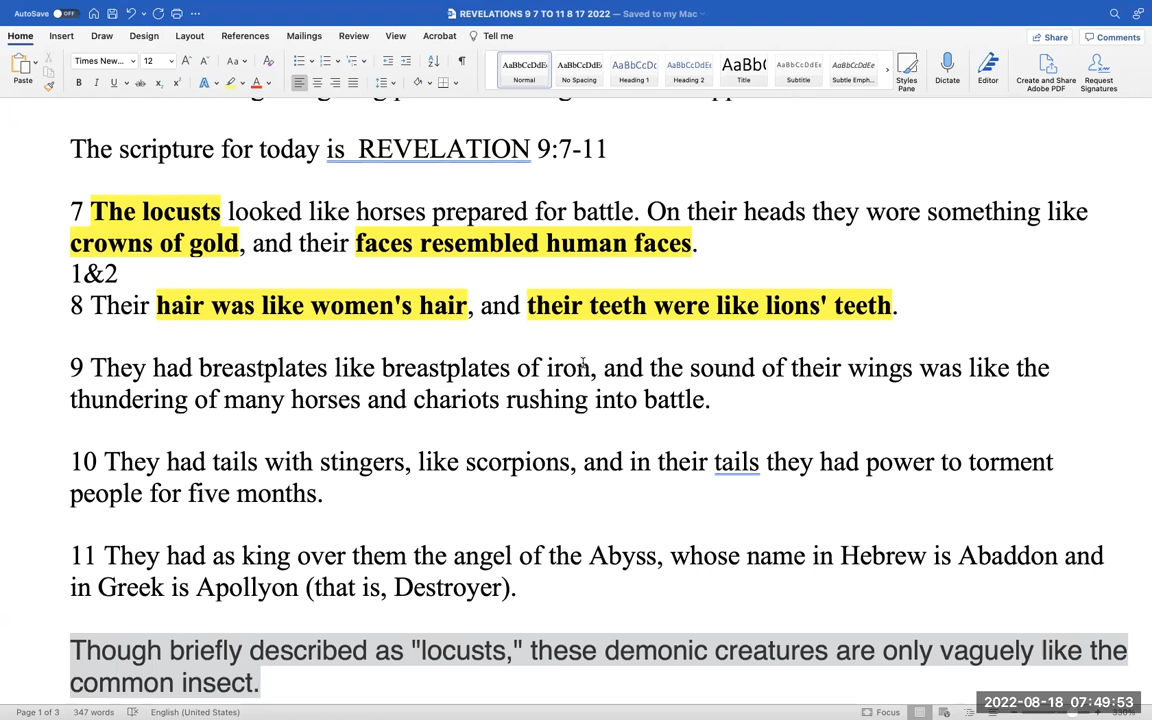 AutoSave OFF REVELATIONS 9 7 TO 11 8 17 2022 — Saved to my Mac
Home Insert Draw Design Layout References Mailings Review View Acrobat Tell me Share Comments
Paste Times New... 12 A A Aa A
B I U ab x₂ x² A A
AaBbCcDdEe AaBbCcDdEe AaBbCcDc AaBbCcDdEe AaBb( AaBbCcDdEe AaBbCcDdEe
Normal No Spacing Heading 1 Heading 2 Title Subtitle Subtle Emph... Styles Pane Dictate Editor Create and Share Adobe PDF Request Signatures
The scripture for today is REVELATION 9:7-11
7 The locusts looked like horses prepared for battle. On their heads they wore something like
crowns of gold, and their faces resembled human faces.
1&2
8 Their hair was like women's hair, and their teeth were like lions' teeth.
9 They had breastplates like breastplates of iron, and the sound of their wings was like the
thundering of many horses and chariots rushing into battle.
10 They had tails with stingers, like scorpions, and in their tails they had power to torment
people for five months.
11 They had as king over them the angel of the Abyss, whose name in Hebrew is Abaddon and
in Greek is Apollyon (that is, Destroyer).
Though briefly described as "locusts," these demonic creatures are only vaguely like the
common insect.
2022-08-18 07:49:53
Page 1 of 3 347 words English (United States) Focus